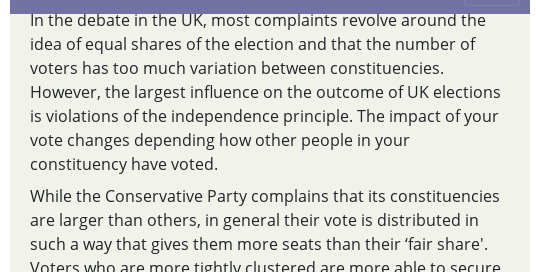 In the debate in the UK, most complaints revolve around the
idea of equal shares of the election and that the number of
voters has too much variation between constituencies.
However, the largest influence on the outcome of UK elections
is violations of the independence principle. The impact of your
vote changes depending how other people in your
constituency have voted.
While the Conservative Party complains that its constituencies
are larger than others, in general their vote is distributed in
such a way that gives them more seats than their ‘fair share'.
Voters who are more tightly clustered are more able to secure